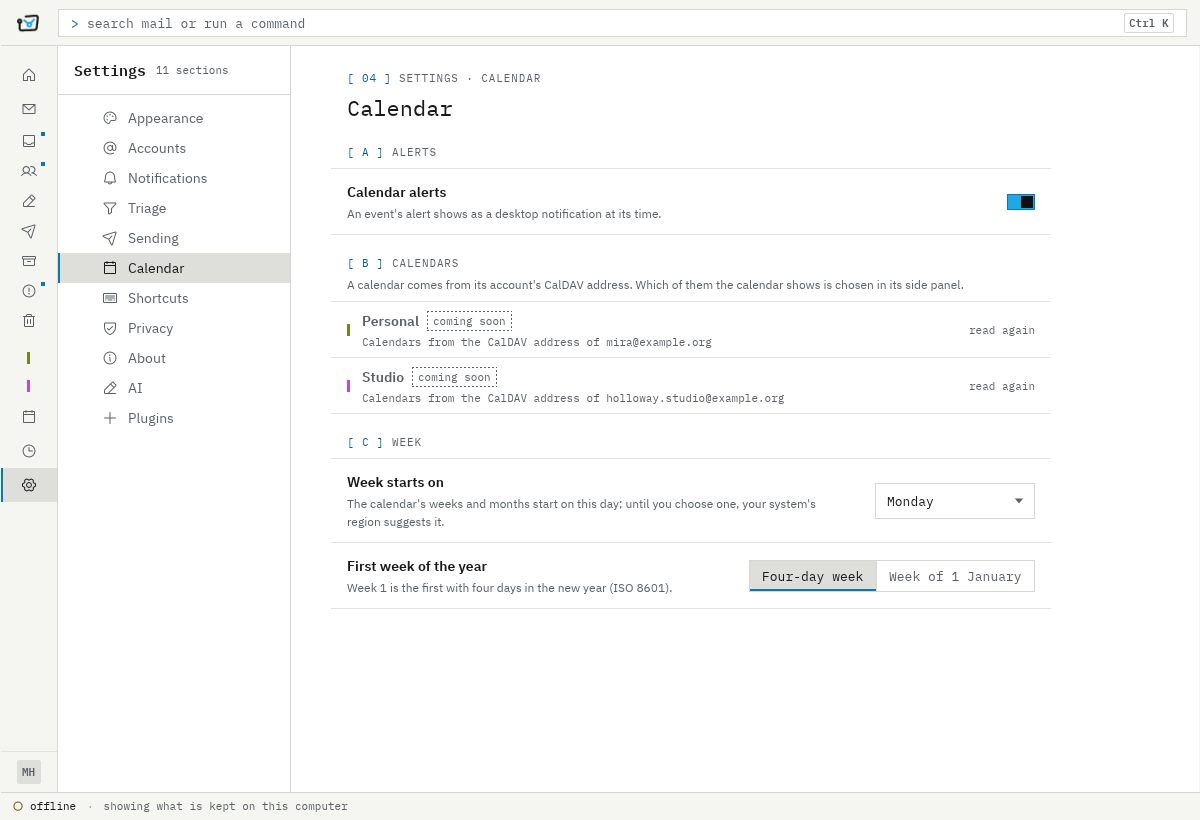 > search mail or run a command
Ctrl K
Settings 11 sections
Appearance
Accounts
Notifications
Triage
Sending
Calendar
Shortcuts
Privacy
About
AI
Plugins
[ 04 ] SETTINGS · CALENDAR
Calendar
[ A ] ALERTS
Calendar alerts
An event's alert shows as a desktop notification at its time.
[ B ] CALENDARS
A calendar comes from its account's CalDAV address. Which of them the calendar shows is chosen in its side panel.
Personal coming soon
Calendars from the CalDAV address of mira@example.org
read again
Studio coming soon
Calendars from the CalDAV address of holloway.studio@example.org
read again
[ C ] WEEK
Week starts on
The calendar's weeks and months start on this day; until you choose one, your system's
region suggests it.
Monday
First week of the year
Week 1 is the first with four days in the new year (ISO 8601).
Four-day week
Week of 1 January
MH
offline · showing what is kept on this computer